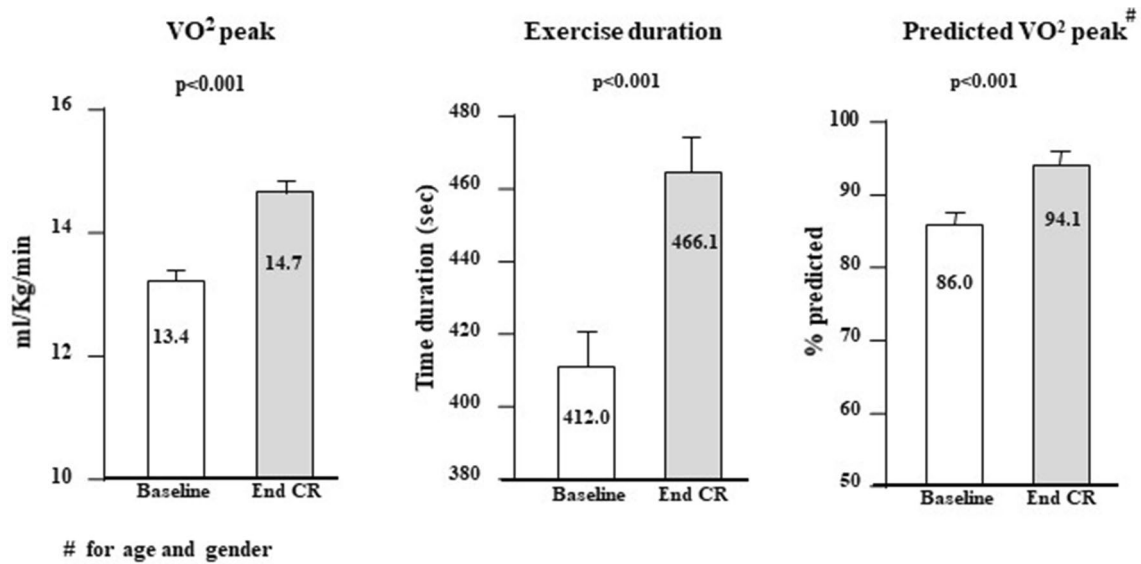 VO² peak
p<0.001
16
14
12
10
ml/Kg/min
13.4
14.7
Baseline
End CR
Exercise duration
p<0.001
480
460
440
420
400
380
Time duration (sec)
412.0
466.1
Baseline
End CR
Predicted VO² peak#
p<0.001
100
90
80
70
60
50
% predicted
86.0
94.1
Baseline
End CR
# for age and gender